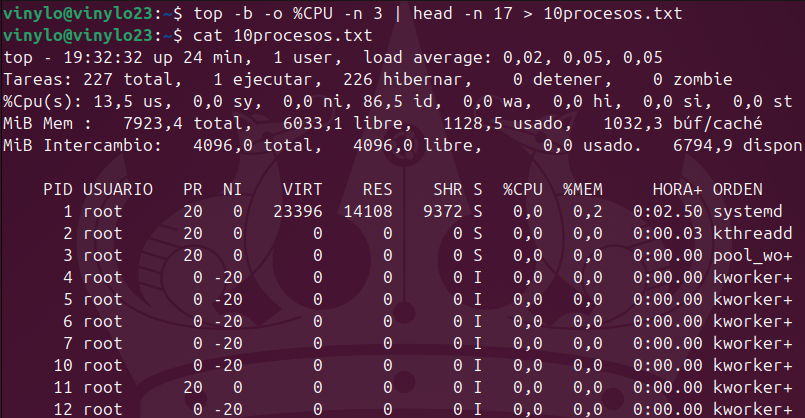 vinylo@vinylo23:~$ top -b -o %CPU -n 3 | head -n 17 > 10procesos.txt
vinylo@vinylo23:~$ cat 10procesos.txt
top - 19:32:32 up 24 min,  1 user,  load average: 0,02, 0,05, 0,05
Tareas: 227 total,   1 ejecutar,  226 hibernar,    0 detener,    0 zombie
%Cpu(s): 13,5 us,  0,0 sy,  0,0 ni, 86,5 id,  0,0 wa,  0,0 hi,  0,0 si,  0,0 st
MiB Mem :   7923,4 total,   6033,1 libre,   1128,5 usado,   1032,3 búf/caché
MiB Intercambio:   4096,0 total,   4096,0 libre,      0,0 usado.   6794,9 dispon
PID USUARIO   PR  NI    VIRT    RES    SHR S  %CPU  %MEM     HORA+ ORDEN
1 root      20   0   23396  14108   9372 S   0,0   0,2   0:02.50 systemd
2 root      20   0       0      0      0 S   0,0   0,0   0:00.03 kthreadd
3 root      20   0       0      0      0 S   0,0   0,0   0:00.00 pool_wo+
4 root       0 -20       0      0      0 I   0,0   0,0   0:00.00 kworker+
5 root       0 -20       0      0      0 I   0,0   0,0   0:00.00 kworker+
6 root       0 -20       0      0      0 I   0,0   0,0   0:00.00 kworker+
7 root       0 -20       0      0      0 I   0,0   0,0   0:00.00 kworker+
10 root       0 -20       0      0      0 I   0,0   0,0   0:00.00 kworker+
11 root      20   0       0      0      0 I   0,0   0,0   0:00.00 kworker+
12 root       0 -20       0      0      0 I   0,0   0,0   0:00.00 kworker+